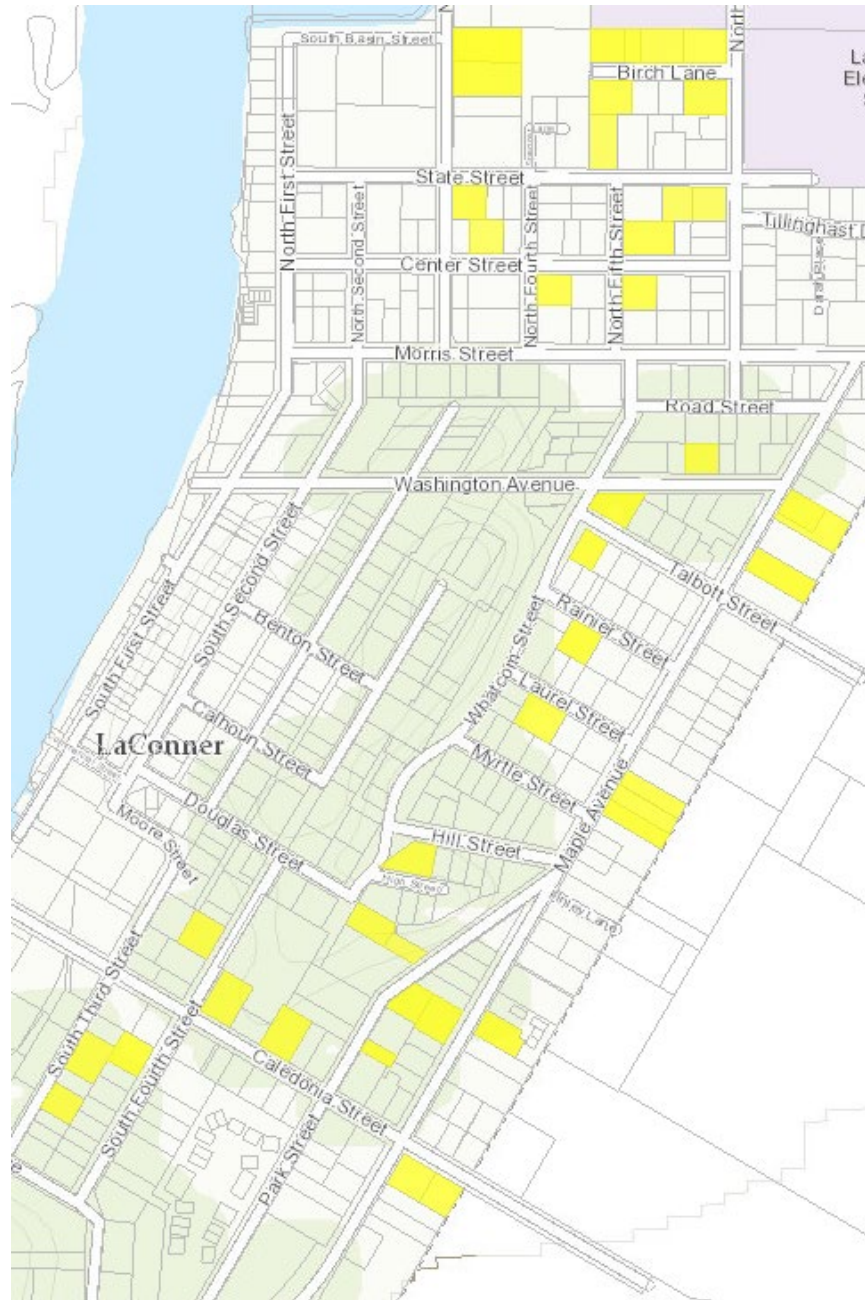 South Basin Street
North
La
Ele
S
Birch Lane
State Street
North First Street
North Second Street
North Fourth Street
North Fifth Street
Tillinghast D
Center Street
Morris Street
Road Street
Washington Avenue
South First Street
South Second Street
Talbott Street
Rainier Street
Benton Street
Whatcom Street
Laurel Street
Calhoun Street
LaConner
Myrtle Street
Maple Avenue
Douglas Street
Moore Street
Hill Street
High Street
South Third Street
South Fourth Street
Caledonia Street
Park Street